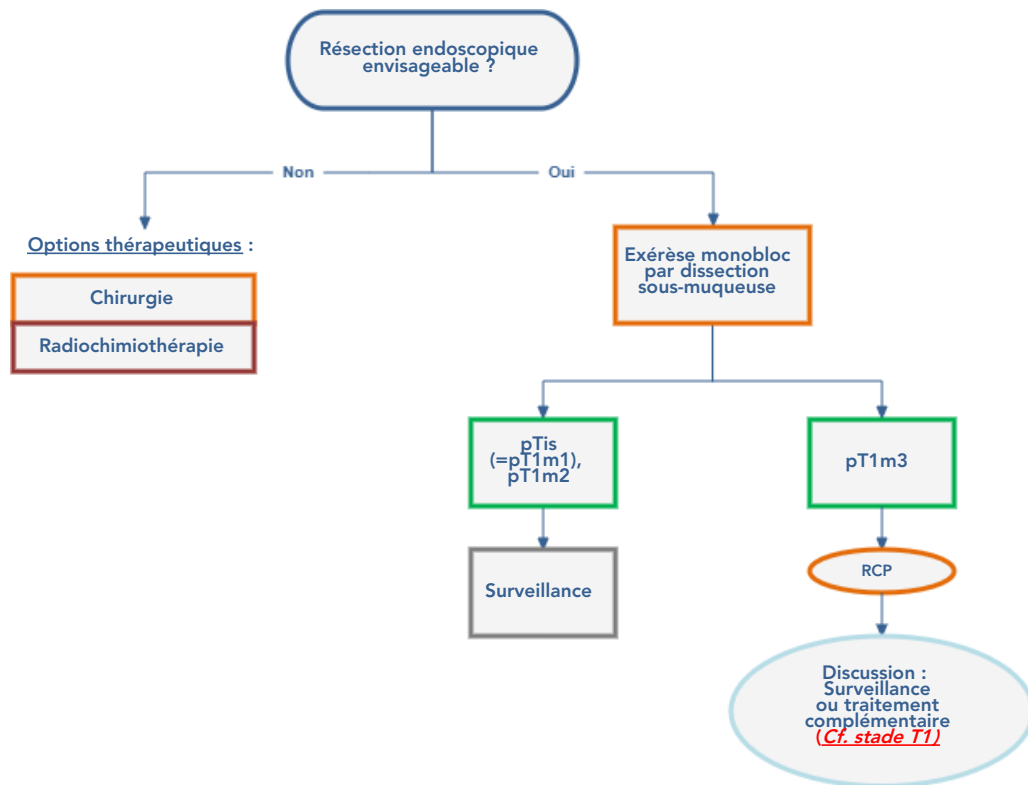 Résection endoscopique
envisageable ?
Non
Oui
Options thérapeutiques :
Chirurgie
Radiochimiothérapie
Exérèse monobloc
par dissection
sous-muqueuse
pTis
(=pT1m1),
pT1m2
pT1m3
Surveillance
RCP
Discussion :
Surveillance
ou traitement
complémentaire
(Cf. stade T1)